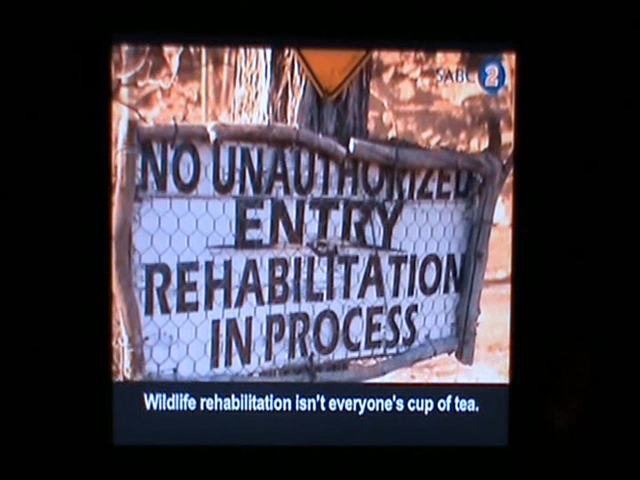 SABC 2
NO UNAUTHORIZED
ENTRY
REHABILITATION
IN PROCESS
Wildlife rehabilitation isn't everyone's cup of tea.